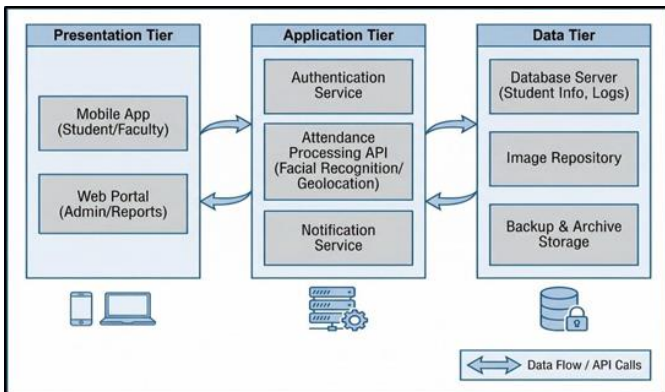 Presentation Tier
Mobile App
(Student/Faculty)
Web Portal
(Admin/Reports)
Application Tier
Authentication
Service
Attendance
Processing API
(Facial Recognition/
Geolocation)
Notification
Service
Data Tier
Database Server
(Student Info, Logs)
Image Repository
Backup & Archive
Storage
Data Flow / API Calls